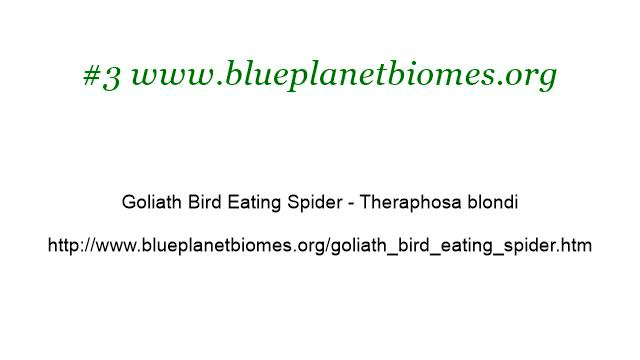 #3 www.blueplanetbiomes.org
Goliath Bird Eating Spider - Theraphosa blondi
http://www.blueplanetbiomes.org/goliath_bird_eating_spider.htm